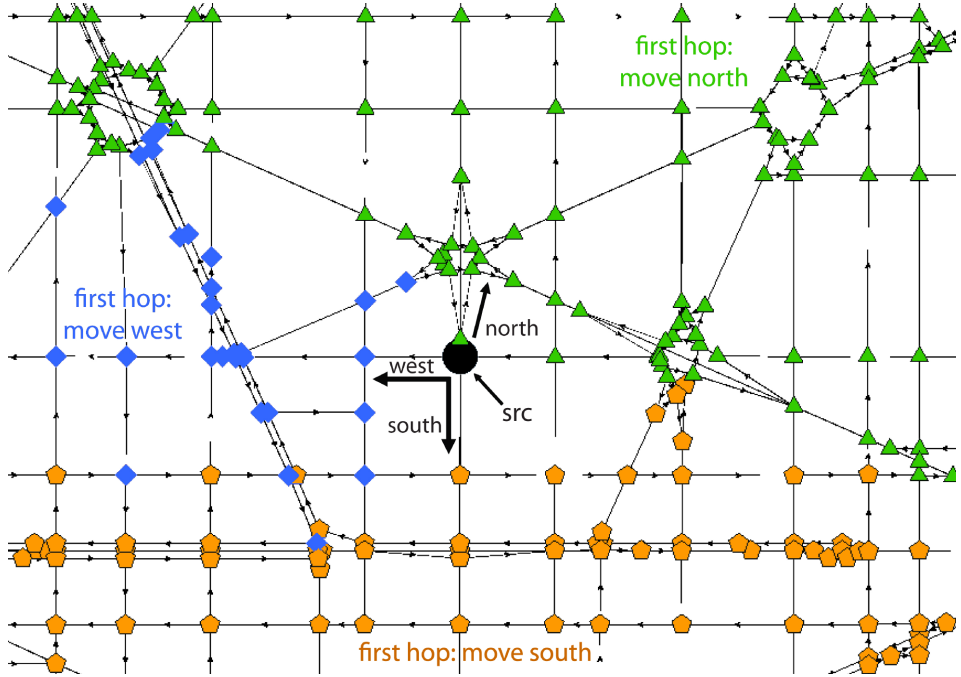 first hop:
move north
first hop:
move west
north
west
south
src
first hop: move south